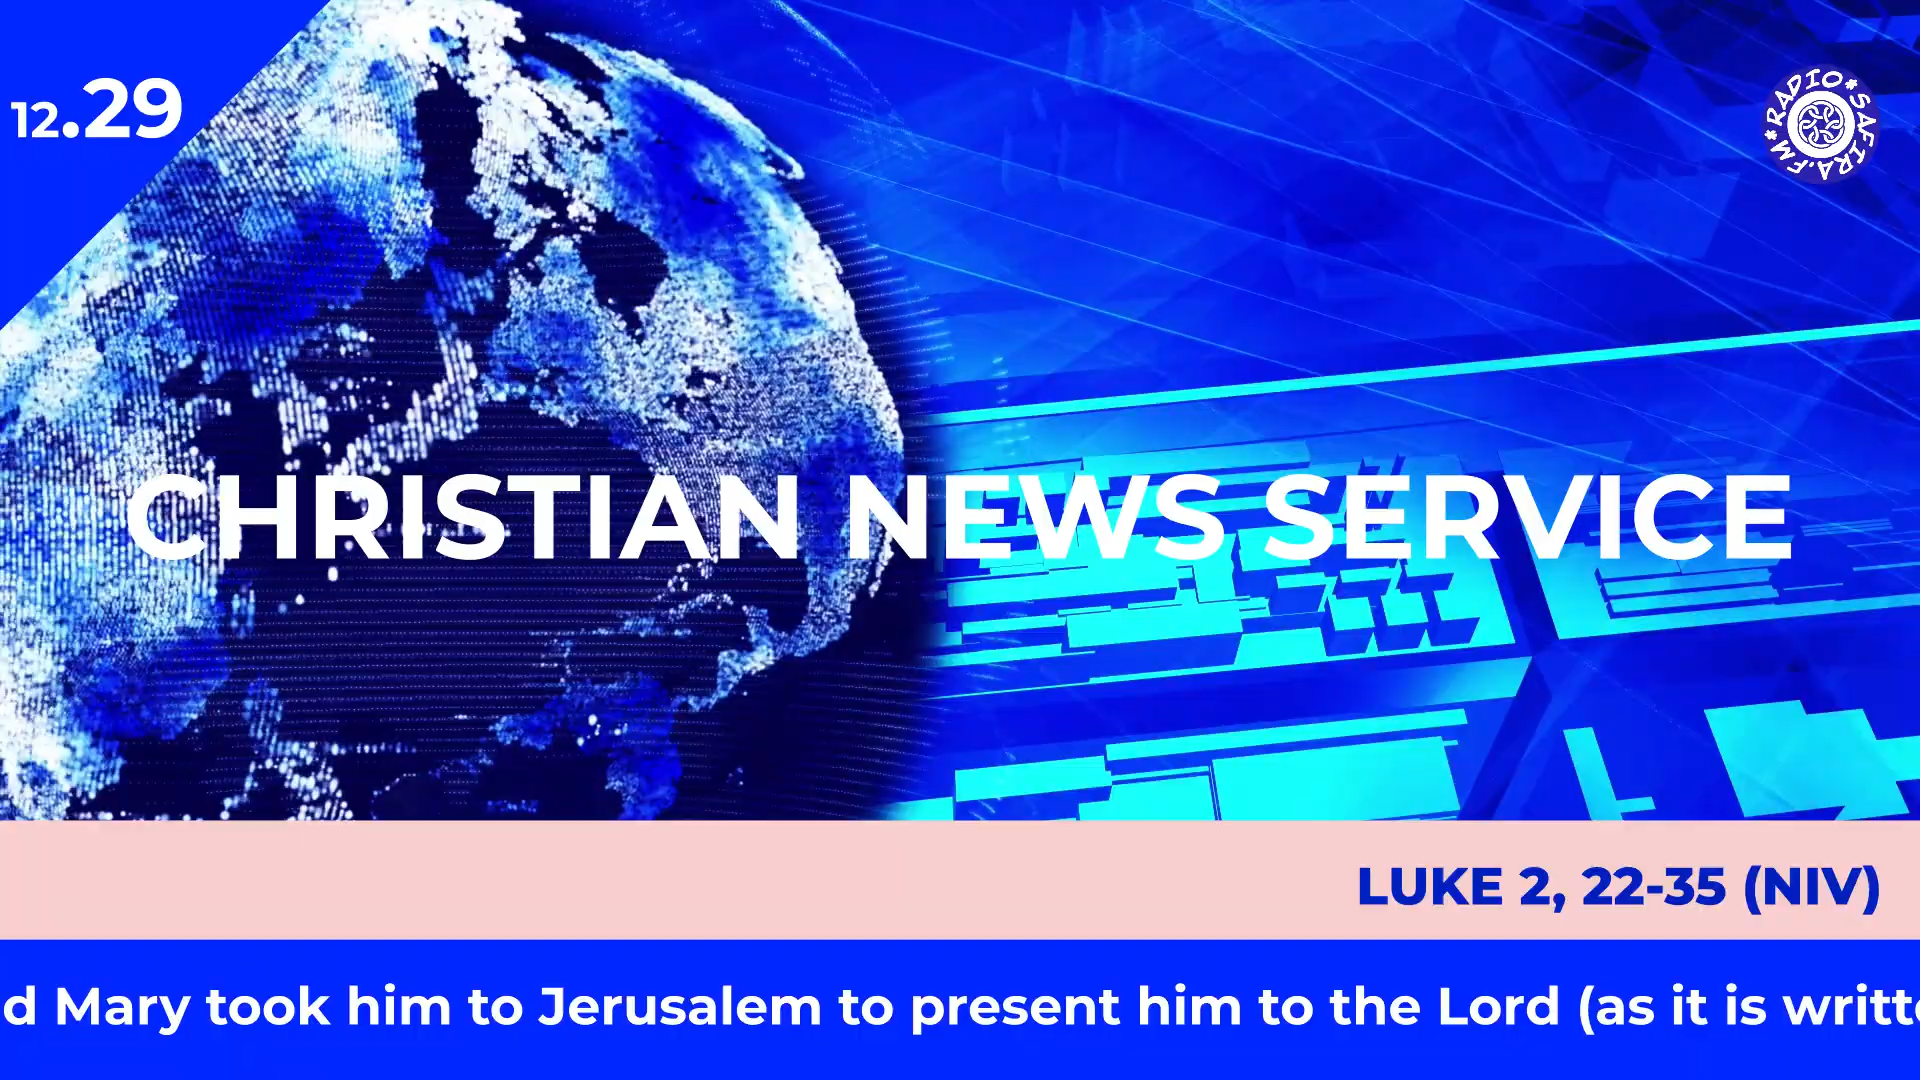 12.29
*RADIO*SAFIRA.FM
CHRISTIAN NEWS SERVICE
LUKE 2, 22-35 (NIV)
d Mary took him to Jerusalem to present him to the Lord (as it is writte